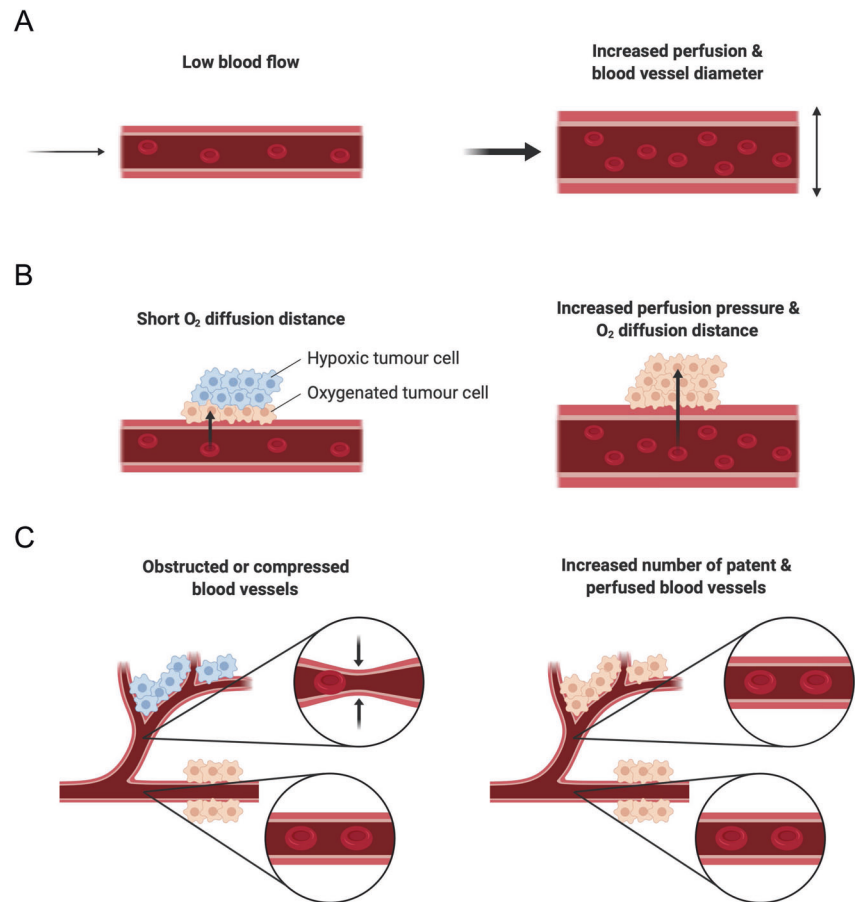 A
Low blood flow
Increased perfusion &
blood vessel diameter
B
Short O₂ diffusion distance
Increased perfusion pressure &
O₂ diffusion distance
Hypoxic tumour cell
Oxygenated tumour cell
C
Obstructed or compressed
blood vessels
Increased number of patent &
perfused blood vessels